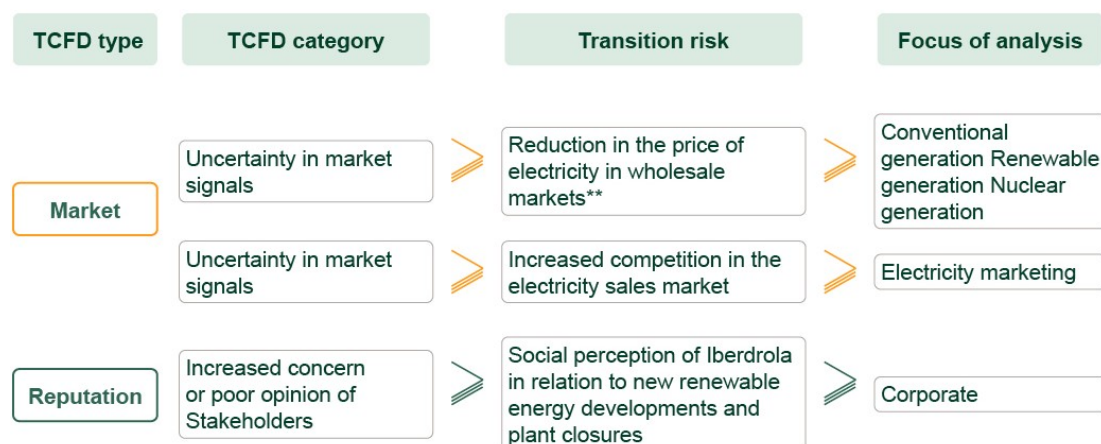 TCFD type
TCFD category
Transition risk
Focus of analysis
Market
Uncertainty in market
signals
Reduction in the price of
electricity in wholesale
markets**
Conventional
generation Renewable
generation Nuclear
generation
Uncertainty in market
signals
Increased competition in the
electricity sales market
Electricity marketing
Reputation
Increased concern
or poor opinion of
Stakeholders
Social perception of Iberdrola
in relation to new renewable
energy developments and
plant closures
Corporate